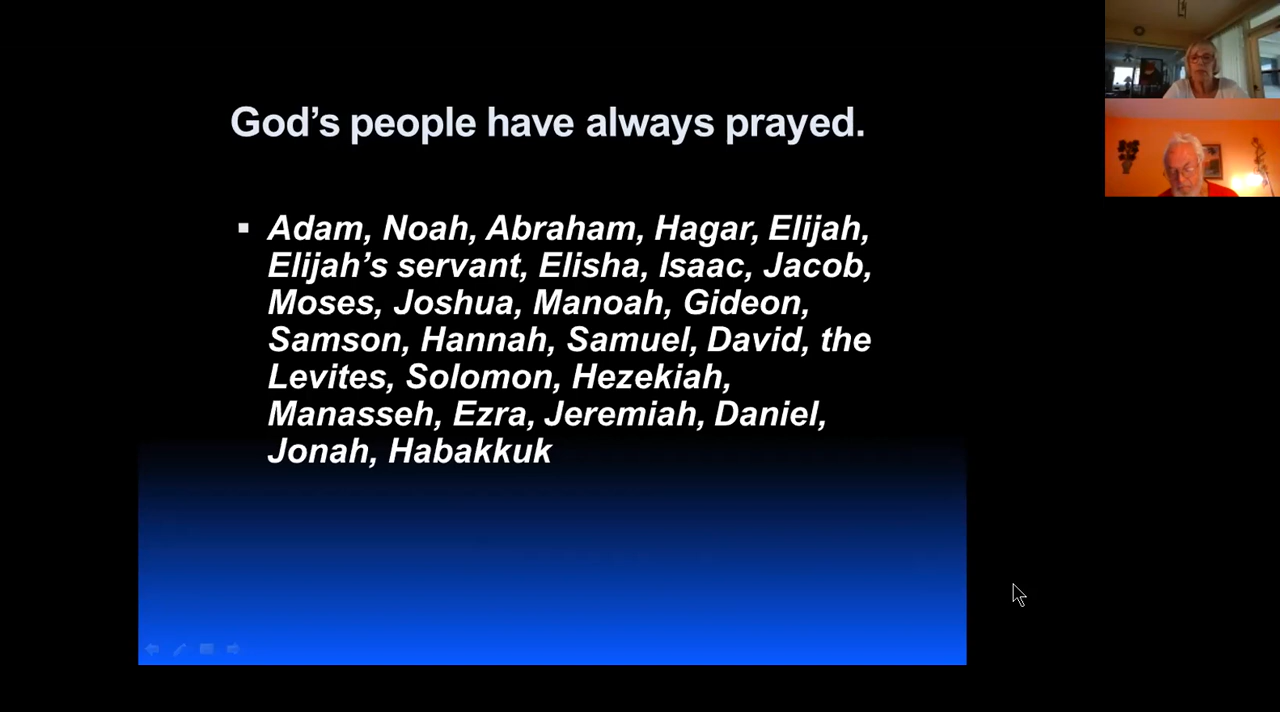 God’s people have always prayed.
▪ Adam, Noah, Abraham, Hagar, Elijah,
Elijah’s servant, Elisha, Isaac, Jacob,
Moses, Joshua, Manoah, Gideon,
Samson, Hannah, Samuel, David, the
Levites, Solomon, Hezekiah,
Manasseh, Ezra, Jeremiah, Daniel,
Jonah, Habakkuk